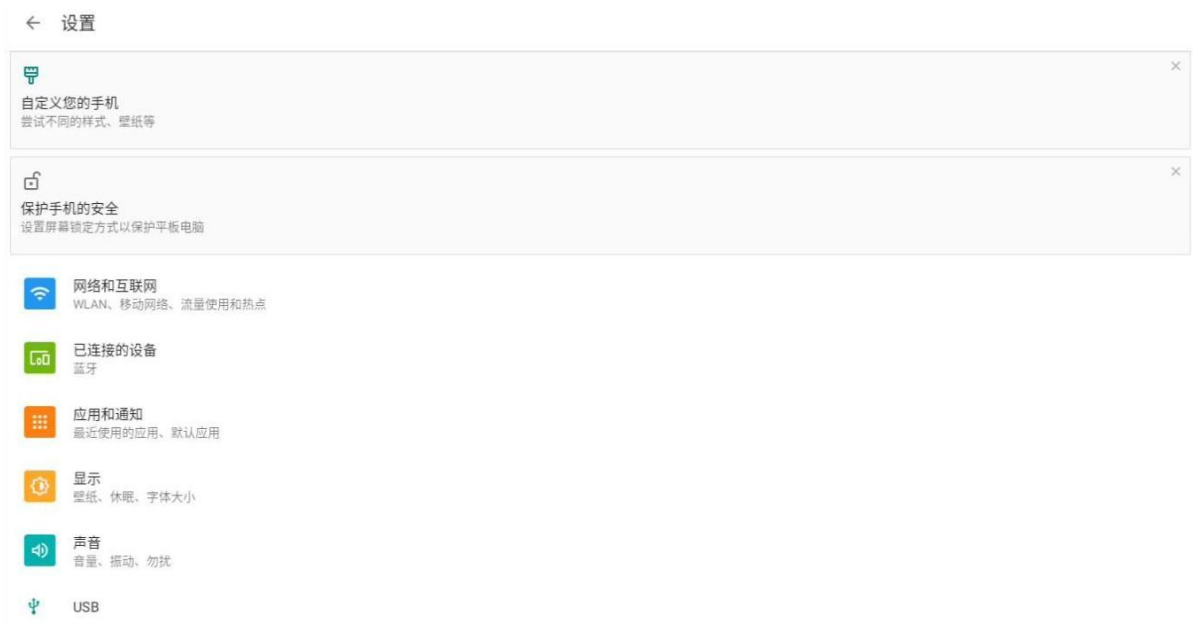 设置
自定义您的手机
尝试不同的样式、壁纸等
保护手机的安全
设置屏幕锁定方式以保护平板电脑
网络和互联网
WLAN、移动网络、流量使用和热点
已连接的设备
蓝牙
应用和通知
最近使用的应用、默认应用
显示
壁纸、休眠、字体大小
声音
音量、振动、勿扰
USB